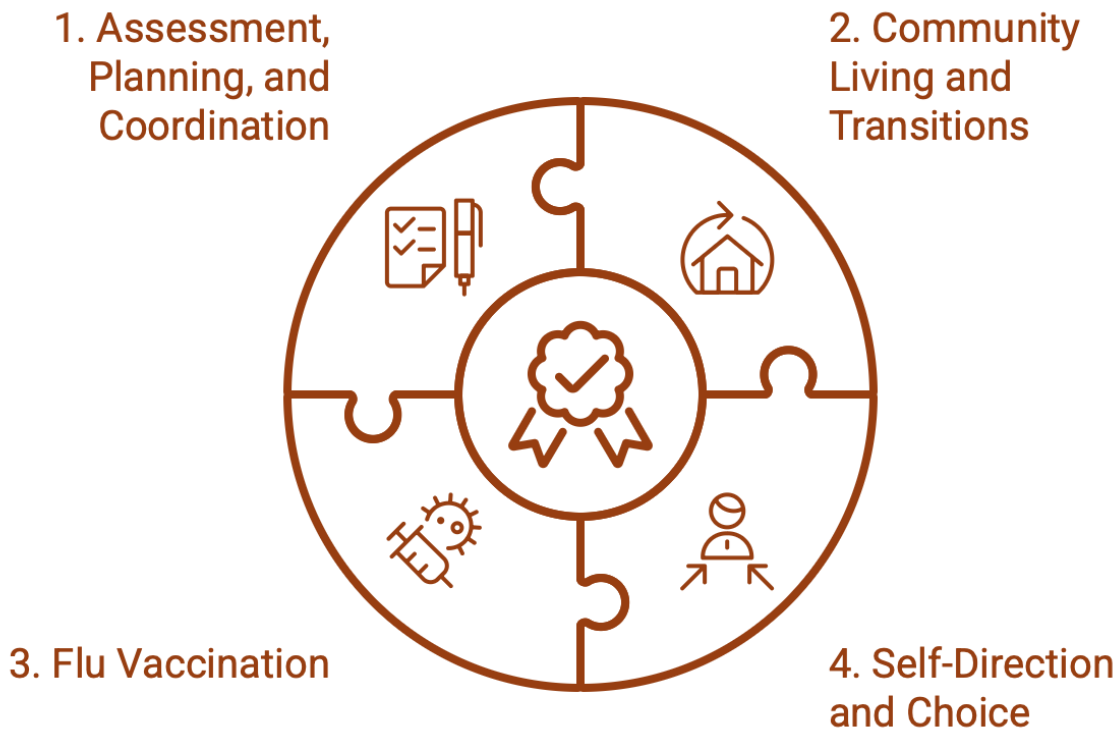 1. Assessment,
Planning, and
Coordination
2. Community
Living and
Transitions
3. Flu Vaccination
4. Self-Direction
and Choice